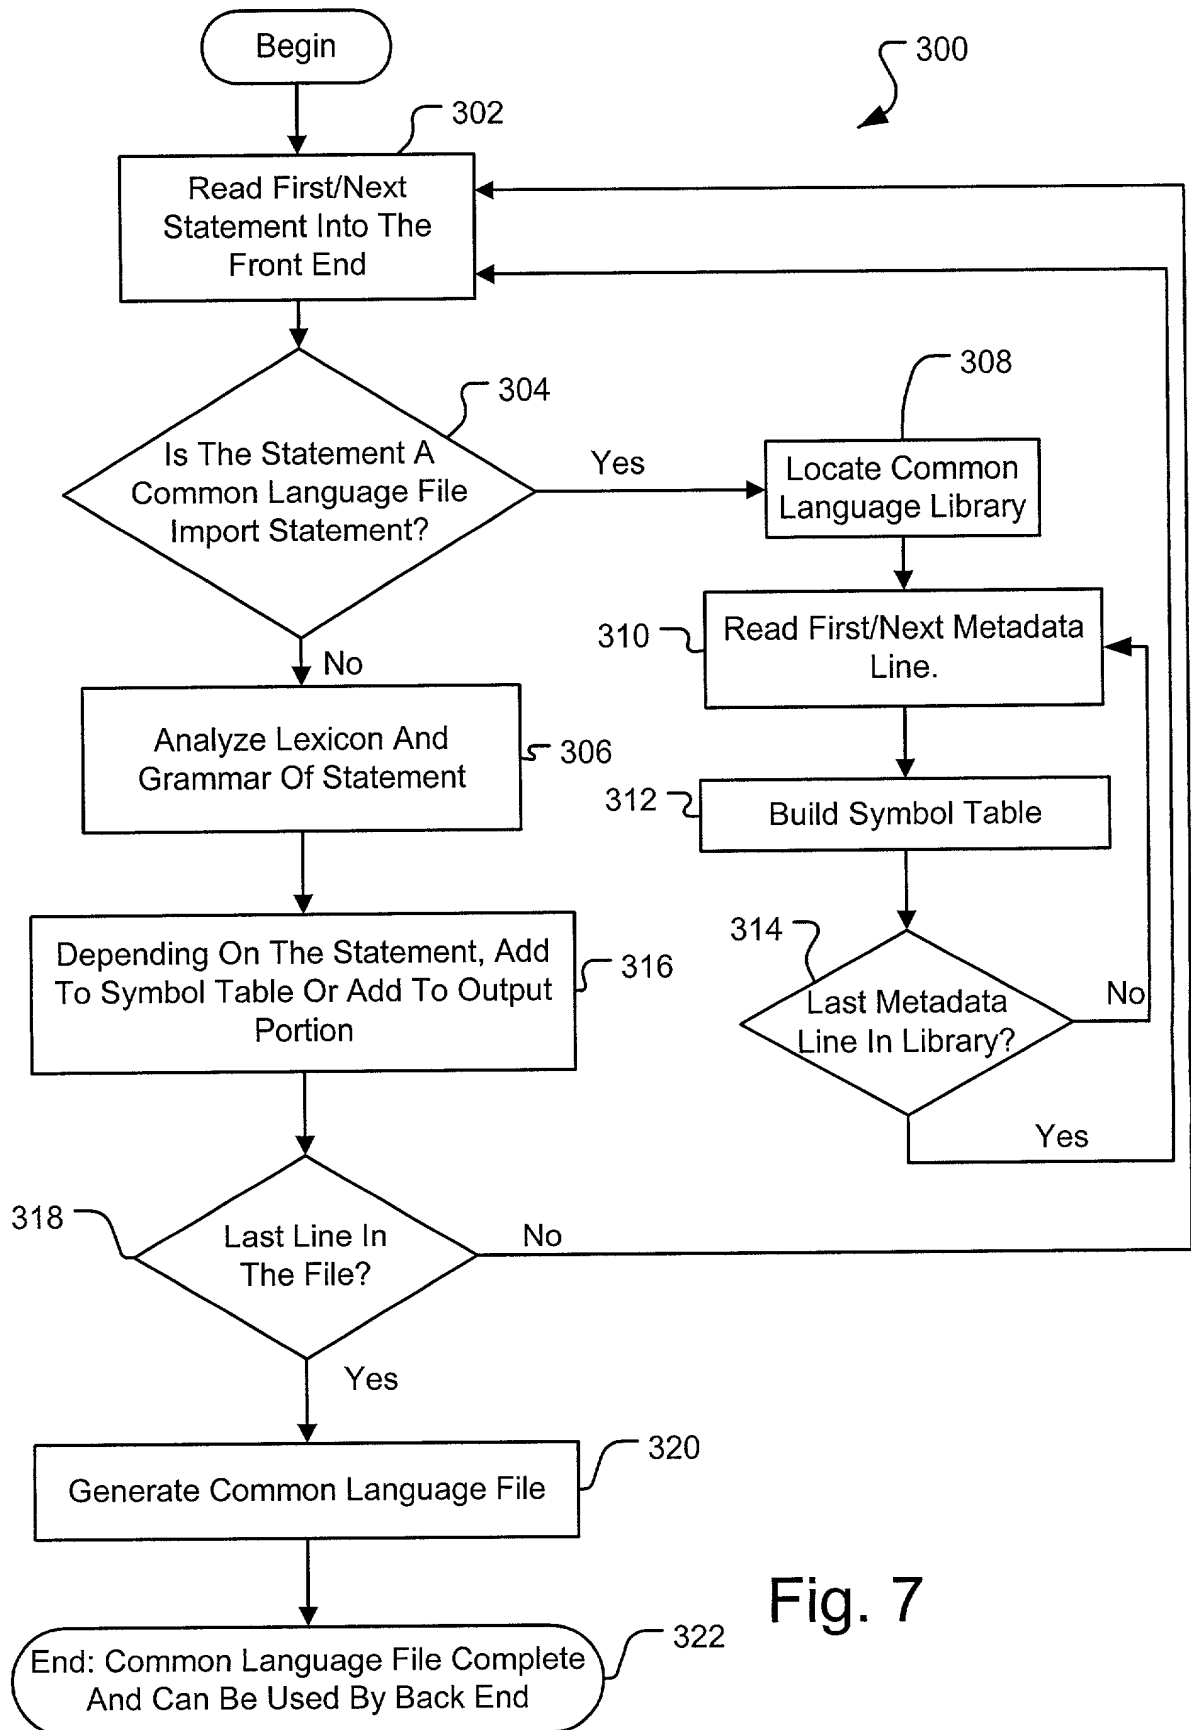 Begin
300
302
Read First/Next
Statement Into The
Front End
304
Is The Statement A
Common Language File
Import Statement?
Yes
308
Locate Common
Language Library
310
Read First/Next Metadata
Line.
No
Analyze Lexicon And
Grammar Of Statement
306
312
Build Symbol Table
314
Last Metadata
Line In Library?
No
Yes
Depending On The Statement, Add
To Symbol Table Or Add To Output
Portion
316
318
Last Line In
The File?
No
Yes
320
Generate Common Language File
Fig. 7
322
End: Common Language File Complete
And Can Be Used By Back End